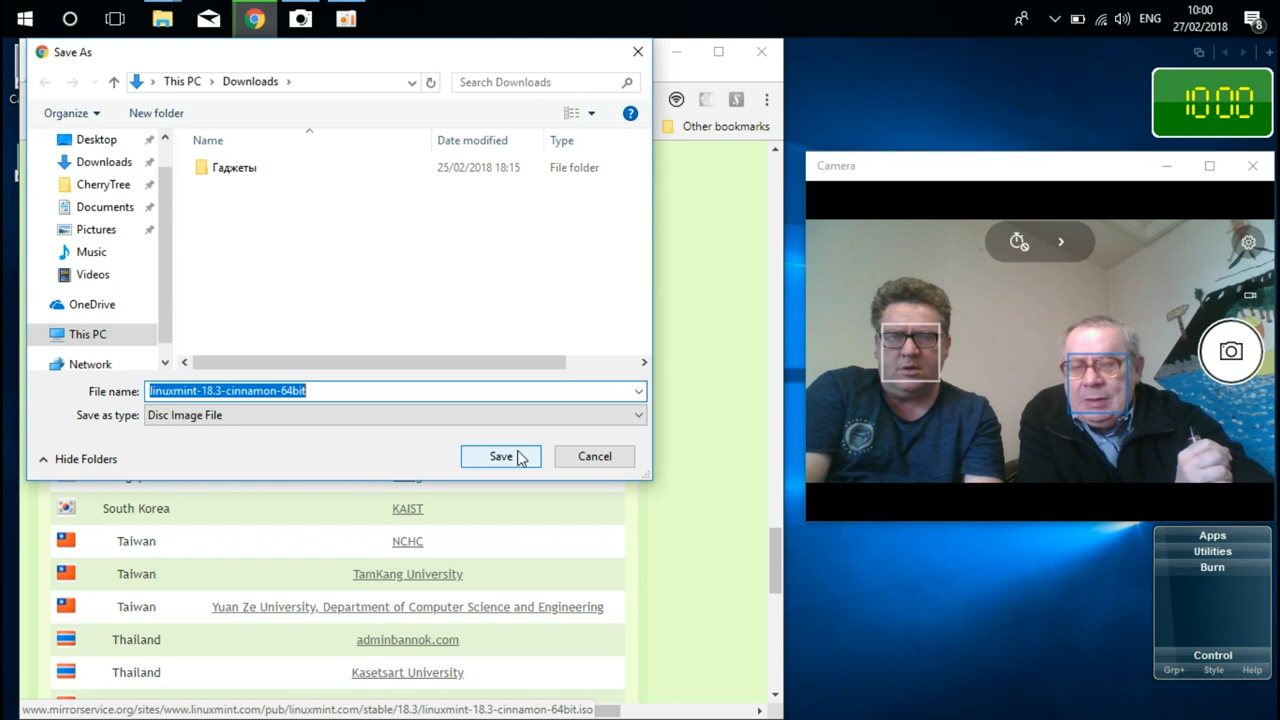 10:00
ENG
27/02/2018
8
Save As
This PC
Downloads
Search Downloads
Organize
New folder
Name
Date modified
Type
Desktop
Downloads
CherryTree
Documents
Pictures
Music
Videos
OneDrive
This PC
Network
Гаджеты
25/02/2018 18:15
File folder
File name:
linuxmint-18.3-cinnamon-64bit
Save as type:
Disc Image File
Hide Folders
Save
Cancel
Other bookmarks
10:00
Camera
South Korea
KAIST
Taiwan
NCHC
Taiwan
TamKang University
Taiwan
Yuan Ze University, Department of Computer Science and Engineering
Thailand
adminbannok.com
Thailand
Kasetsart University
www.mirrorservice.org/sites/www.linuxmint.com/pub/linuxmint.com/stable/18.3/linuxmint-18.3-cinnamon-64bit.iso
Apps
Utilities
Burn
Control
Grp+
Style
Help